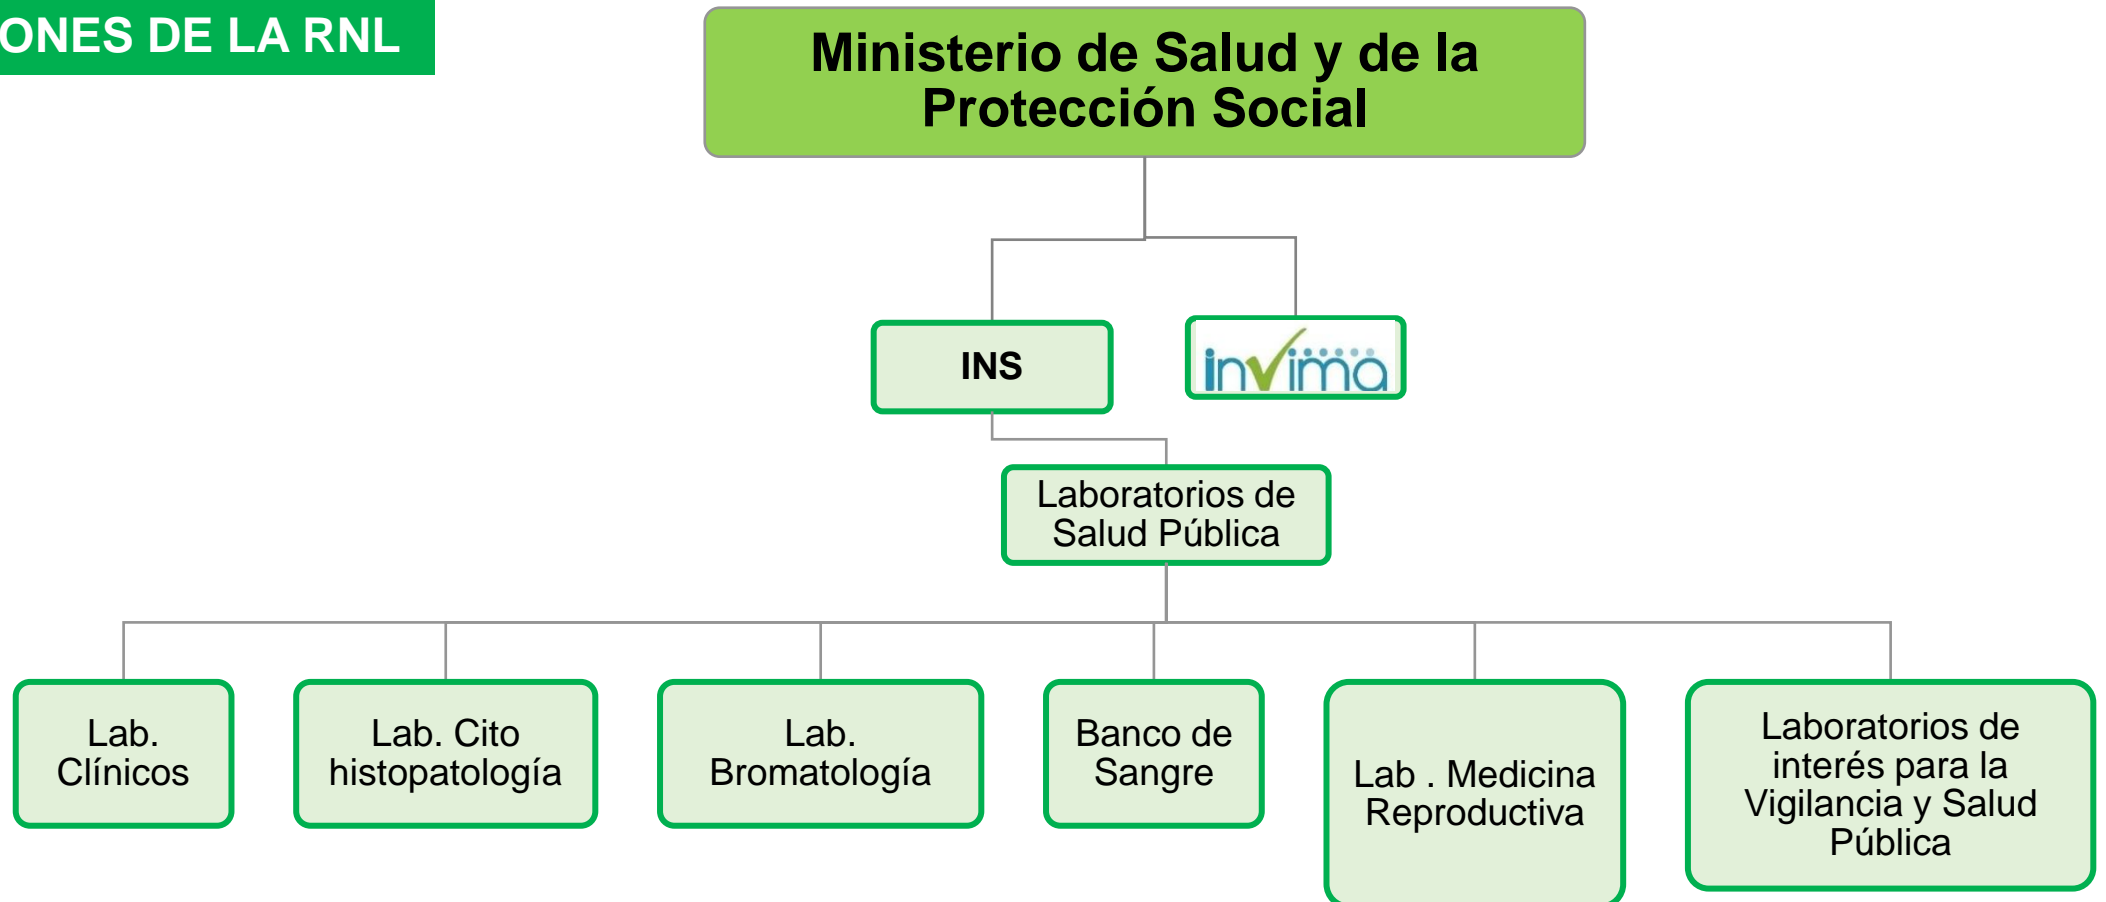 ONES DE LA RNL
Ministerio de Salud y de la
Protección Social
INS
invima
Laboratorios de
Salud Pública
Lab.
Clínicos
Lab. Cito
histopatología
Lab.
Bromatología
Banco de
Sangre
Lab . Medicina
Reproductiva
Laboratorios de
interés para la
Vigilancia y Salud
Pública